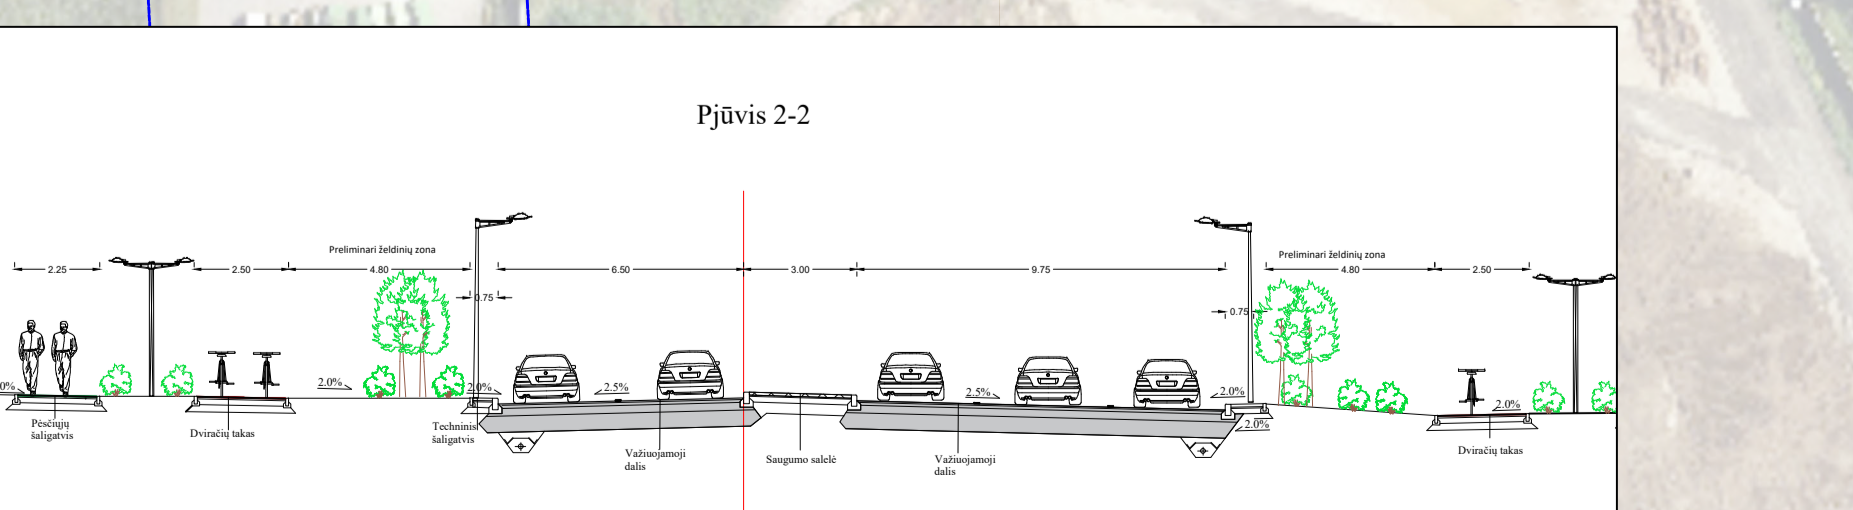 Pjūvis 2-2
Preliminari želdinių zona
Preliminari želdinių zona
2.25
2.50
4.80
6.50
3.00
9.75
4.80
2.50
0.75
0.75
0%
2.0%
2.0%
2.5%
2.5%
2.0%
2.0%
2.0%
Pėsčiųjų
šaligatvis
Dviračių takas
Techninis
šaligatvis
Važiuojamoji
dalis
Saugumo salelė
Važiuojamoji
dalis
Dviračių takas